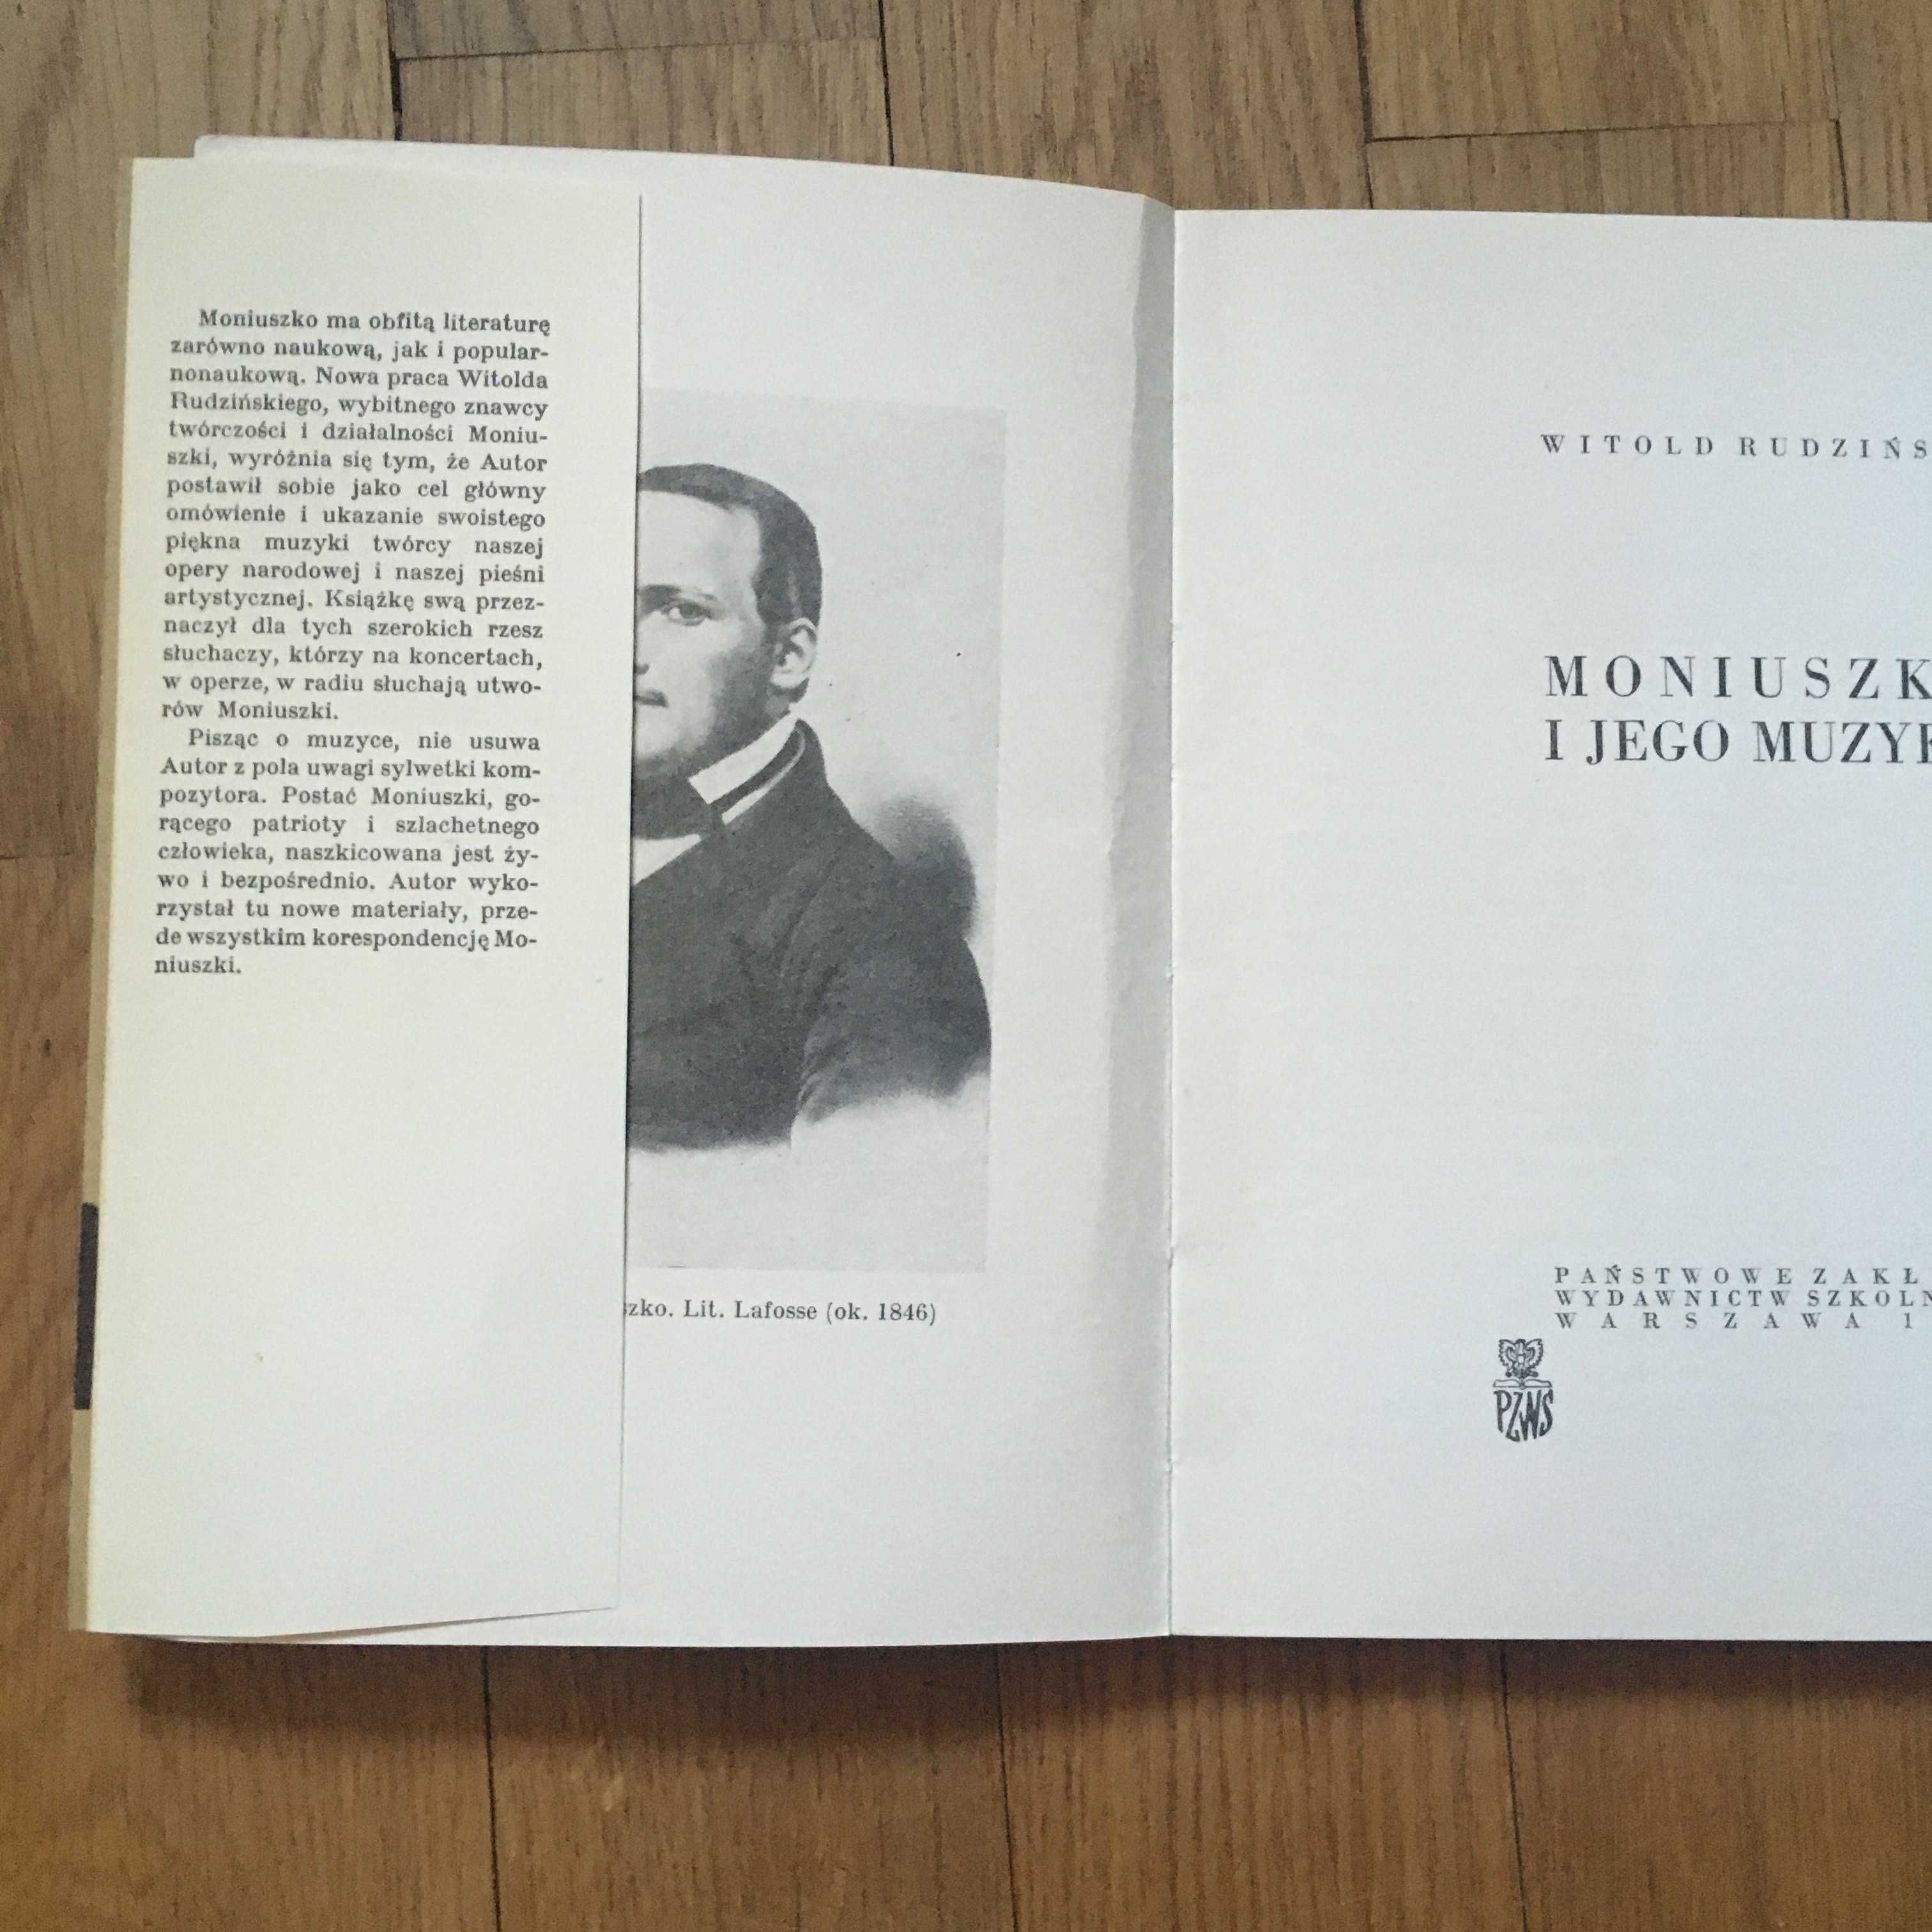 Moniuszko ma obfitą literaturę
zarówno naukową, jak i popular-
nonaukową. Nowa praca Witolda
Rudzińskiego, wybitnego znawcy
twórczości i działalności Moniu-
szki, wyróżnia się tym, że Autor
postawił sobie jako cel główny
omówienie i ukazanie swoistego
piękna muzyki twórcy naszej
opery narodowej i naszej pieśni
artystycznej. Książkę swą przez-
naczył dla tych szerokich rzesz
słuchaczy, którzy na koncertach,
w operze, w radiu słuchają utwo-
rów Moniuszki.
Pisząc o muzyce, nie usuwa
Autor z pola uwagi sylwetki kom-
pozytora. Postać Moniuszki, go-
rącego patrioty i szlachetnego
człowieka, naszkicowana jest ży-
wo i bezpośrednio. Autor wyko-
rzystał tu nowe materiały, prze-
de wszystkim korespondencję Mo-
niuszki.
szko. Lit. Lafosse (ok. 1846)
WITOLD RUDZIŃS
MONIUSZK
I JEGO MUZYK
PAŃSTWOWE ZAKŁ
WYDAWNICTW SZKOLN
WARSZAWA 1
PZWS